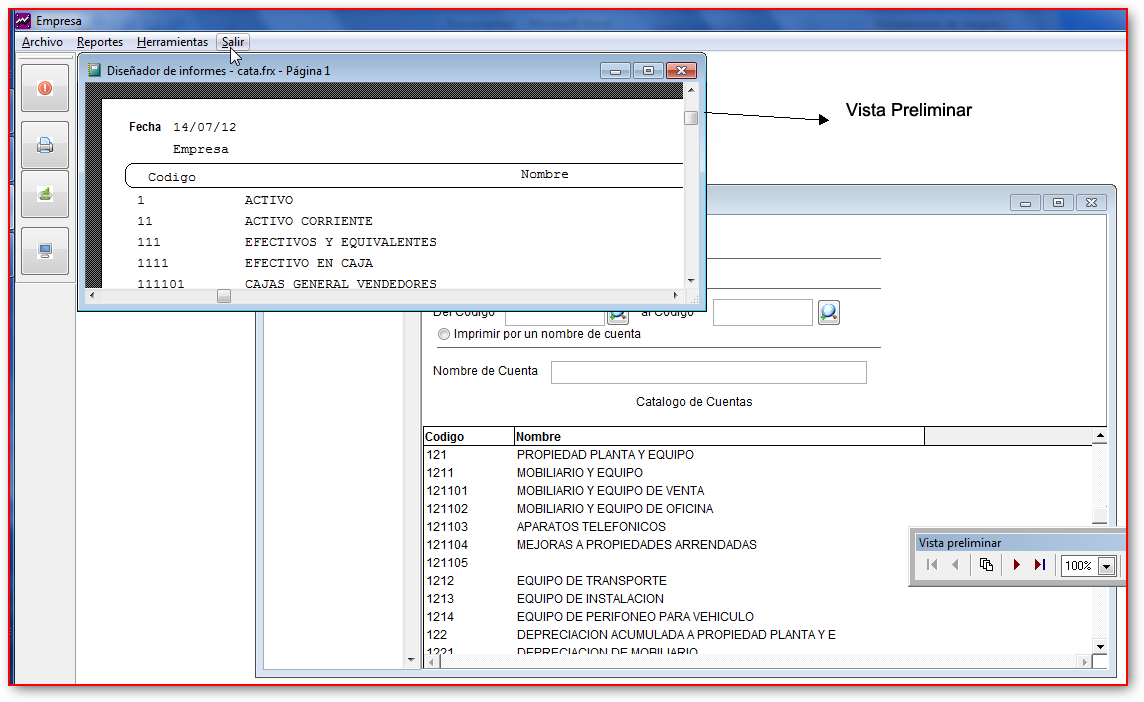 Empresa
Archivo Reportes Herramientas Salir
Diseñador de informes - cata.frx - Página 1
Vista Preliminar
Fecha 14/07/12
Empresa
Codigo Nombre
1 ACTIVO
11 ACTIVO CORRIENTE
111 EFECTIVOS Y EQUIVALENTES
1111 EFECTIVO EN CAJA
111101 CAJAS GENERAL VENDEDORES
Del Codigo al Codigo
Imprimir por un nombre de cuenta
Nombre de Cuenta
Catalogo de Cuentas
Codigo Nombre
121 PROPIEDAD PLANTA Y EQUIPO
1211 MOBILIARIO Y EQUIPO
121101 MOBILIARIO Y EQUIPO DE VENTA
121102 MOBILIARIO Y EQUIPO DE OFICINA
121103 APARATOS TELEFONICOS
121104 MEJORAS A PROPIEDADES ARRENDADAS
121105
1212 EQUIPO DE TRANSPORTE
1213 EQUIPO DE INSTALACION
1214 EQUIPO DE PERIFONEO PARA VEHICULO
122 DEPRECIACION ACUMULADA A PROPIEDAD PLANTA Y E
1221 DEPRECIACION DE MOBILIARIO
Vista preliminar
100%